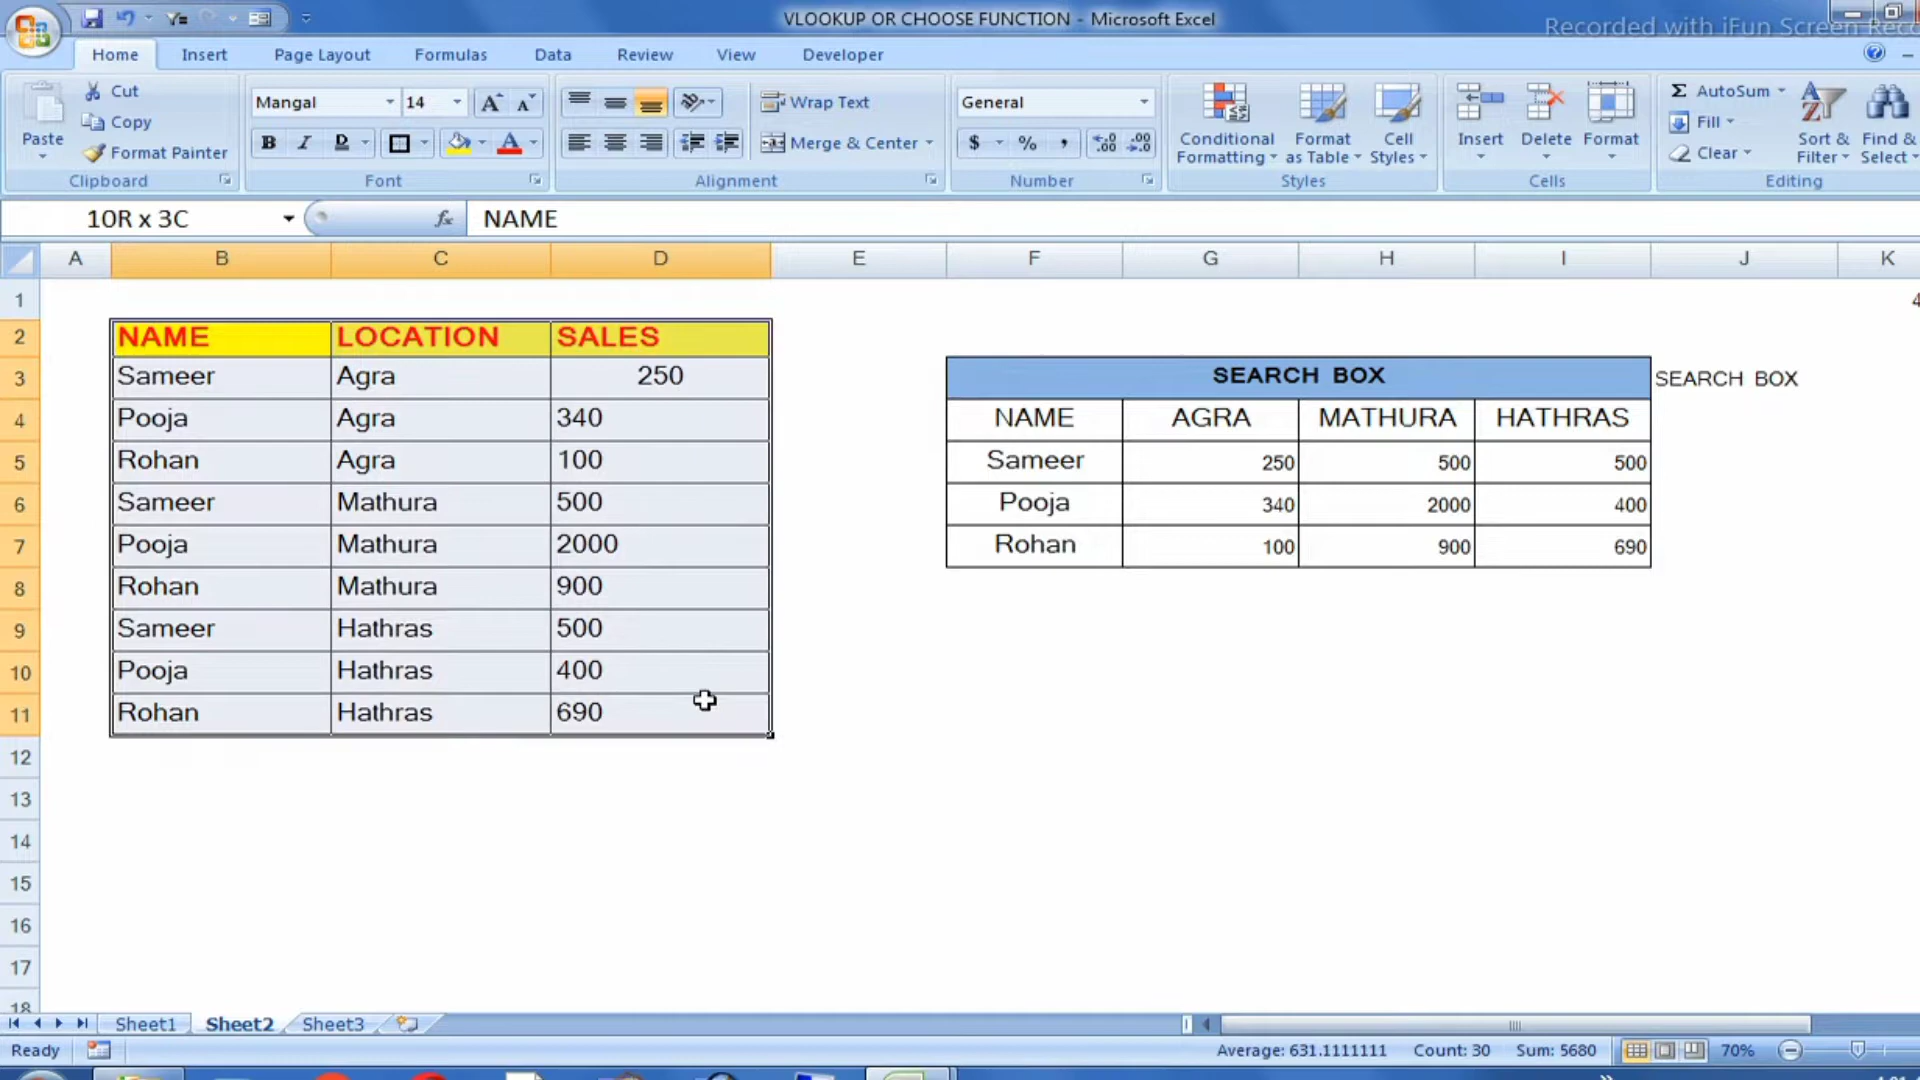 VLOOKUP OR CHOOSE FUNCTION - Microsoft Excel
Recorded with iFun Screen
Home Insert Page Layout Formulas Data Review View Developer
Cut
Copy
Format Painter
Paste
Clipboard
Mangal 14
Font
Wrap Text
Merge & Center
Alignment
General
$ % ,
Number
Conditional Formatting
Format as Table
Cell Styles
Styles
Insert
Delete
Format
Cells
Σ AutoSum
Fill
Clear
Sort & Filter
Find & Select
Editing
10R x 3C fx NAME
A B C D E F G H I J K
1
2 NAME LOCATION SALES
3 Sameer Agra 250 SEARCH BOX SEARCH BOX
4 Pooja Agra 340 NAME AGRA MATHURA HATHRAS
5 Rohan Agra 100 Sameer 250 500 500
6 Sameer Mathura 500 Pooja 340 2000 400
7 Pooja Mathura 2000 Rohan 100 900 690
8 Rohan Mathura 900
9 Sameer Hathras 500
10 Pooja Hathras 400
11 Rohan Hathras 690
12
13
14
15
16
17
18
Sheet1 Sheet2 Sheet3
Ready Average: 631.1111111 Count: 30 Sum: 5680 70%